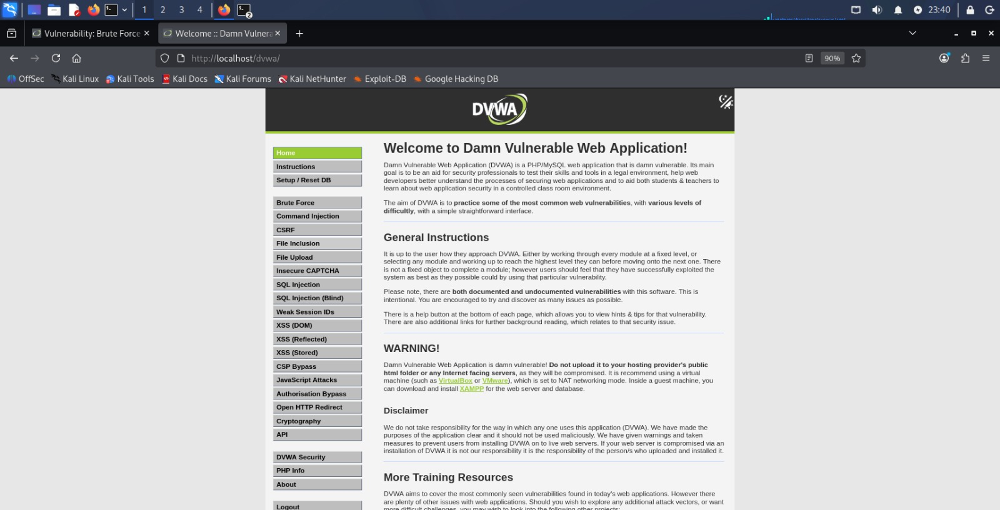 1 2 3 4
2
23:40
Vulnerability: Brute Force
Welcome :: Damn Vulnera
http://localhost/dvwa/
90%
OffSec
Kali Linux
Kali Tools
Kali Docs
Kali Forums
Kali NetHunter
Exploit-DB
Google Hacking DB
DVWA
Home
Instructions
Setup / Reset DB
Brute Force
Command Injection
CSRF
File Inclusion
File Upload
Insecure CAPTCHA
SQL Injection
SQL Injection (Blind)
Weak Session IDs
XSS (DOM)
XSS (Reflected)
XSS (Stored)
CSP Bypass
JavaScript Attacks
Authorisation Bypass
Open HTTP Redirect
Cryptography
API
DVWA Security
PHP Info
About
Logout
Welcome to Damn Vulnerable Web Application!
Damn Vulnerable Web Application (DVWA) is a PHP/MySQL web application that is damn vulnerable. Its main
goal is to be an aid for security professionals to test their skills and tools in a legal environment, help web
developers better understand the processes of securing web applications and to aid both students & teachers to
learn about web application security in a controlled class room environment.
The aim of DVWA is to practice some of the most common web vulnerabilities, with various levels of
difficultly, with a simple straightforward interface.
General Instructions
It is up to the user how they approach DVWA. Either by working through every module at a fixed level, or
selecting any module and working up to reach the highest level they can before moving onto the next one. There
is not a fixed object to complete a module; however users should feel that they have successfully exploited the
system as best as they possible could by using that particular vulnerability.
Please note, there are both documented and undocumented vulnerabilities with this software. This is
intentional. You are encouraged to try and discover as many issues as possible.
There is a help button at the bottom of each page, which allows you to view hints & tips for that vulnerability.
There are also additional links for further background reading, which relates to that security issue.
WARNING!
Damn Vulnerable Web Application is damn vulnerable! Do not upload it to your hosting provider's public
html folder or any Internet facing servers, as they will be compromised. It is recommend using a virtual
machine (such as VirtualBox or VMware), which is set to NAT networking mode. Inside a guest machine, you
can download and install XAMPP for the web server and database.
Disclaimer
We do not take responsibility for the way in which any one uses this application (DVWA). We have made the
purposes of the application clear and it should not be used maliciously. We have given warnings and taken
measures to prevent users from installing DVWA on to live web servers. If your web server is compromised via an
installation of DVWA it is not our responsibility it is the responsibility of the person/s who uploaded and installed it.
More Training Resources
DVWA aims to cover the most commonly seen vulnerabilities found in today's web applications. However there
are plenty of other issues with web applications. Should you wish to explore any additional attack vectors, or want
more difficult challenges, you may wish to look into the following other projects: